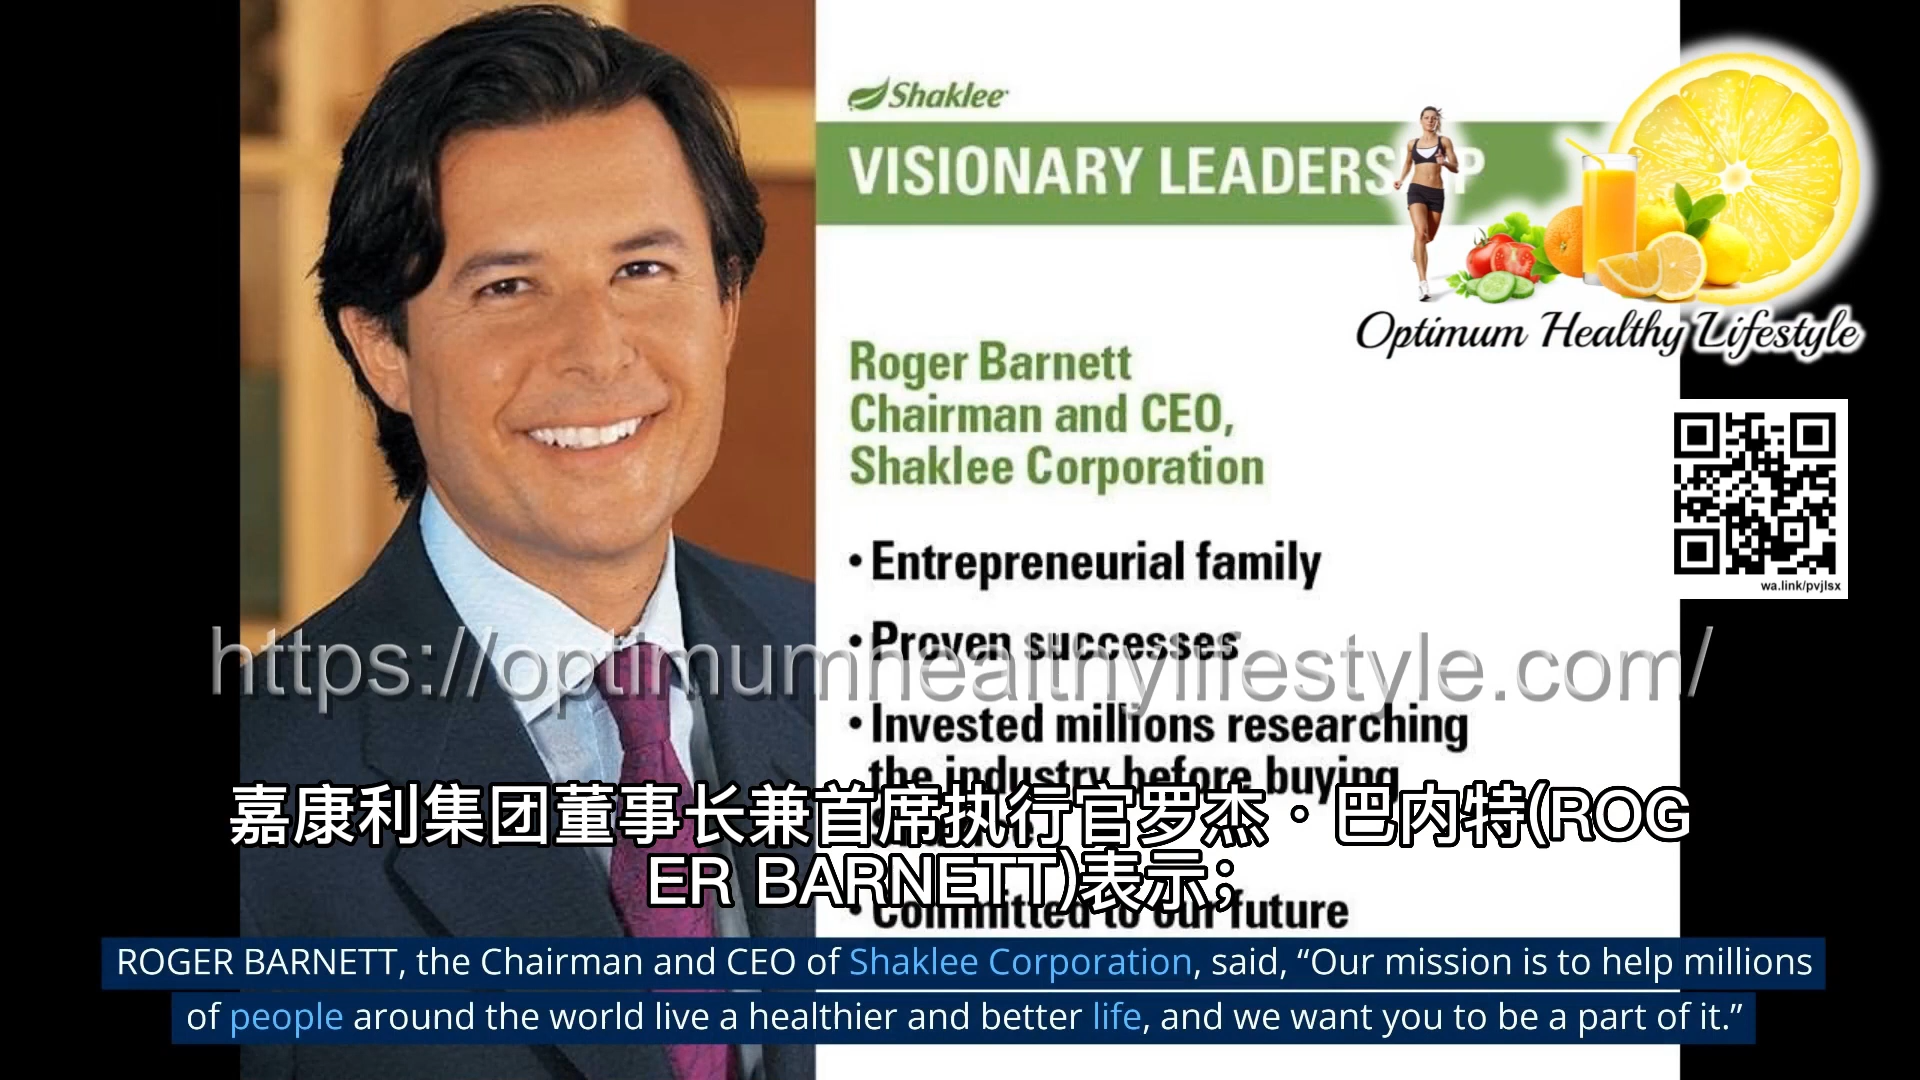 Shaklee
VISIONARY LEADERS P
Optimum Healthy Lifestyle
Roger Barnett
Chairman and CEO,
Shaklee Corporation
• Entrepreneurial family
wa.link/pvjlsx
• Proven successes
https://optimumhealthylifestyle.com/
• Invested millions researching
the industry before buying
嘉康利集团董事长兼首席执行官罗杰·巴内特(ROG
ER BARNETT)表示；
• Committed to our future
ROGER BARNETT, the Chairman and CEO of Shaklee Corporation, said, “Our mission is to help millions
of people around the world live a healthier and better life, and we want you to be a part of it.”